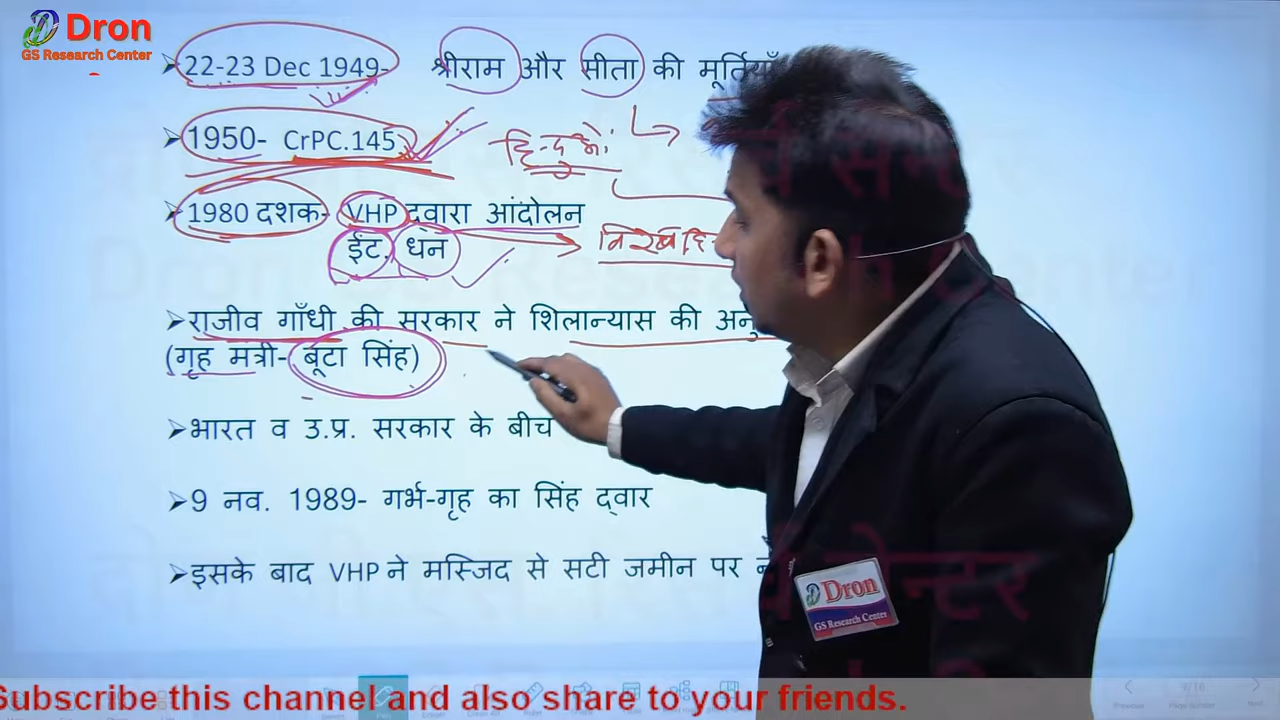 Dron
GS Research Center
➢22-23 Dec 1949- श्रीराम और सीता की मूर्तियाँ
➢1950- CrPC.145
हिन्दुओं
➢1980 दशक- VHP द्वारा आंदोलन
ईंट, धन
➢राजीव गाँधी की सरकार ने शिलान्यास की
(गृह मंत्री- बूटा सिंह)
➢भारत व उ.प्र. सरकार के बीच
➢9 नव. 1989- गर्भ-गृह का सिंह द्वार
➢इसके बाद VHP ने मस्जिद से सटी जमीन पर
Dron
GS Research Center
Subscribe this channel and also share to your friends.